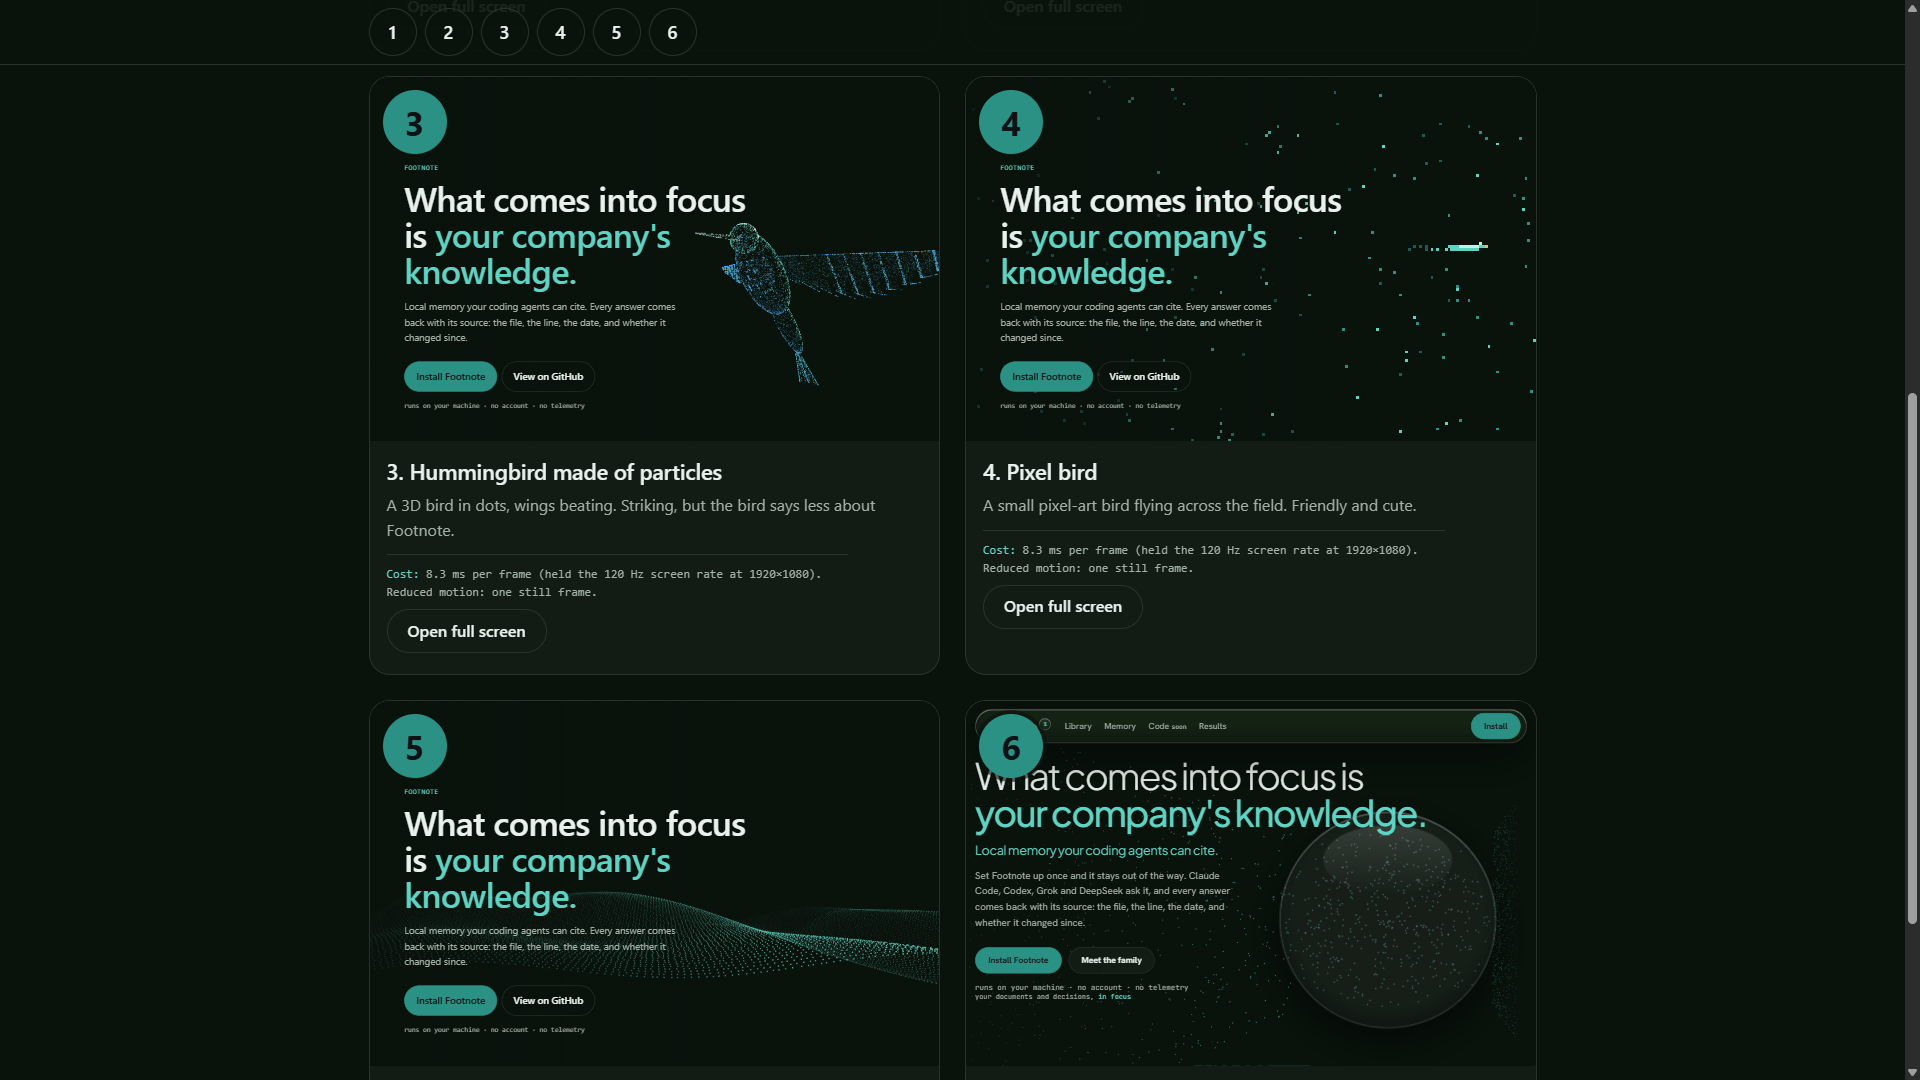 Open full screen
Open full screen
1 2 3 4 5 6
3
FOOTNOTE
What comes into focus
is your company's
knowledge.
Local memory your coding agents can cite. Every answer comes
back with its source: the file, the line, the date, and whether it
changed since.
Install Footnote View on GitHub
runs on your machine · no account · no telemetry
3. Hummingbird made of particles
A 3D bird in dots, wings beating. Striking, but the bird says less about
Footnote.
Cost: 8.3 ms per frame (held the 120 Hz screen rate at 1920×1080).
Reduced motion: one still frame.
Open full screen
4
FOOTNOTE
What comes into focus
is your company's
knowledge.
Local memory your coding agents can cite. Every answer comes
back with its source: the file, the line, the date, and whether it
changed since.
Install Footnote View on GitHub
runs on your machine · no account · no telemetry
4. Pixel bird
A small pixel-art bird flying across the field. Friendly and cute.
Cost: 8.3 ms per frame (held the 120 Hz screen rate at 1920×1080).
Reduced motion: one still frame.
Open full screen
5
FOOTNOTE
What comes into focus
is your company's
knowledge.
Local memory your coding agents can cite. Every answer comes
back with its source: the file, the line, the date, and whether it
changed since.
Install Footnote View on GitHub
runs on your machine · no account · no telemetry
6
Library Memory Code soon Results Install
What comes into focus is
your company's knowledge.
Local memory your coding agents can cite.
Set Footnote up once and it stays out of the way. Claude
Code, Codex, Grok and DeepSeek ask it, and every answer
comes back with its source: the file, the line, the date, and
whether it changed since.
Install Footnote Meet the family
runs on your machine · no account · no telemetry
your documents and decisions, in focus